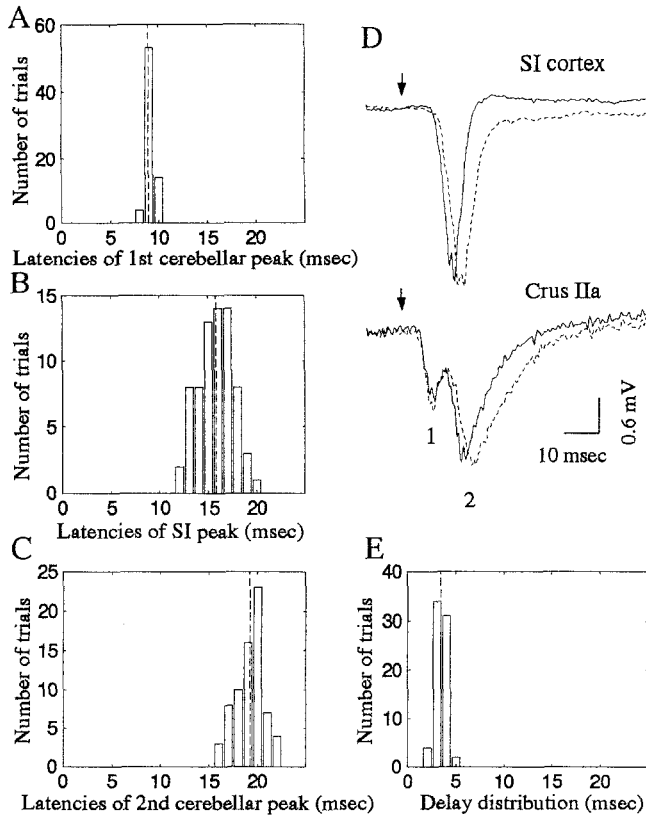 A
60
40
20
0
Number of trials
0 5 10 15 20
Latencies of 1st cerebellar peak (msec)
B
15
10
5
0
Number of trials
0 5 10 15 20
Latencies of SI peak (msec)
C
25
20
15
10
5
0
Number of trials
0 5 10 15 20
Latencies of 2nd cerebellar peak (msec)
D
SI cortex
Crus IIa
1
2
10 msec
0.6 mV
E
40
30
20
10
0
Number of trials
0 5 10 15 20
Delay distribution (msec)